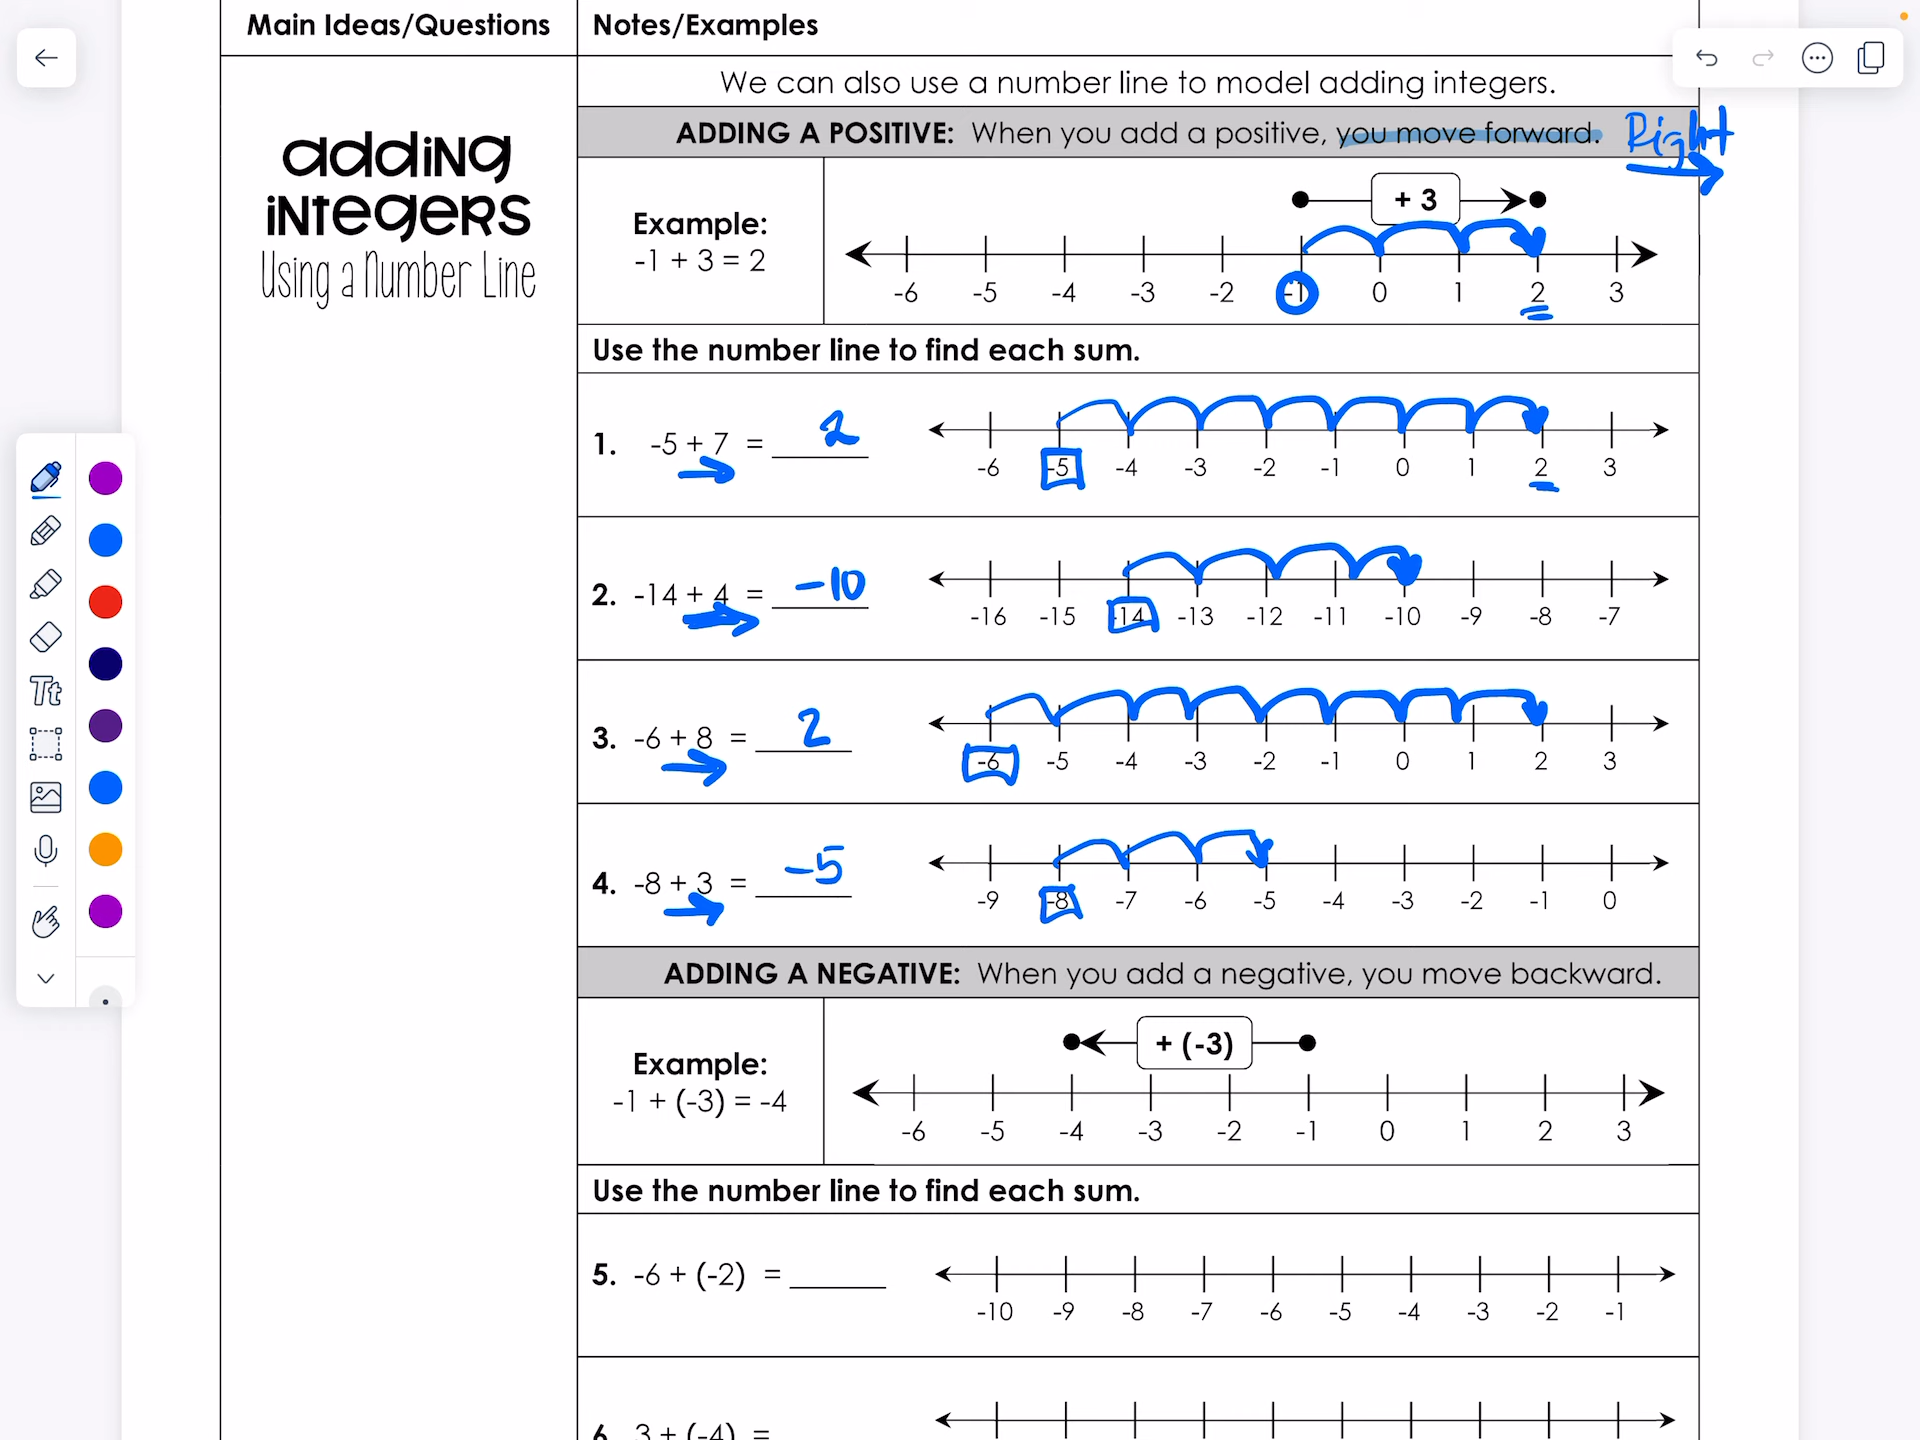 Main Ideas/Questions
Notes/Examples
adding
integers
Using a Number Line
We can also use a number line to model adding integers.
ADDING A POSITIVE: When you add a positive, you move forward. Right
Example:
-1 + 3 = 2
+ 3
-6 -5 -4 -3 -2 -1 0 1 2 3
Use the number line to find each sum.
1. -5 + 7 = 2
-6 -5 -4 -3 -2 -1 0 1 2 3
2. -14 + 4 = -10
-16 -15 -14 -13 -12 -11 -10 -9 -8 -7
3. -6 + 8 = 2
-6 -5 -4 -3 -2 -1 0 1 2 3
4. -8 + 3 = -5
-9 -8 -7 -6 -5 -4 -3 -2 -1 0
ADDING A NEGATIVE: When you add a negative, you move backward.
Example:
-1 + (-3) = -4
+ (-3)
-6 -5 -4 -3 -2 -1 0 1 2 3
Use the number line to find each sum.
5. -6 + (-2) = ______
-10 -9 -8 -7 -6 -5 -4 -3 -2 -1
6. 3 + (-4) =
Tt